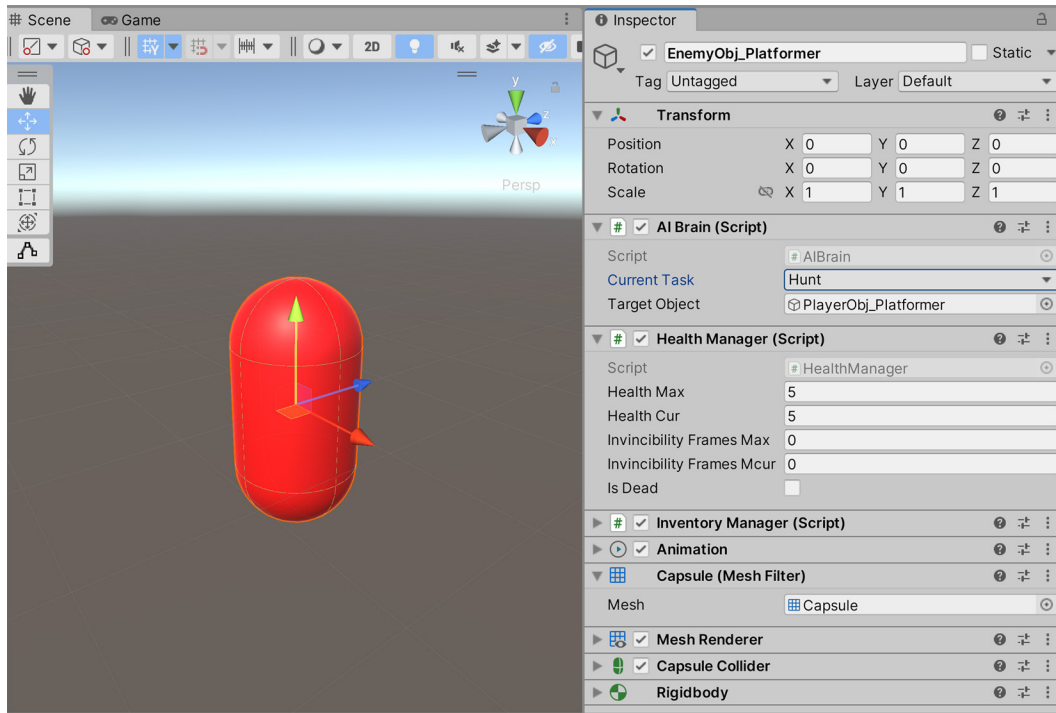 Scene Game
2D
y
z
x
Persp
Inspector
EnemyObj_Platformer Static
Tag Untagged Layer Default
Transform
Position X 0 Y 0 Z 0
Rotation X 0 Y 0 Z 0
Scale X 1 Y 1 Z 1
# AI Brain (Script)
Script # AIBrain
Current Task Hunt
Target Object PlayerObj_Platformer
# Health Manager (Script)
Script # HealthManager
Health Max 5
Health Cur 5
Invincibility Frames Max 0
Invincibility Frames Mcur 0
Is Dead
# Inventory Manager (Script)
Animation
Capsule (Mesh Filter)
Mesh Capsule
Mesh Renderer
Capsule Collider
Rigidbody